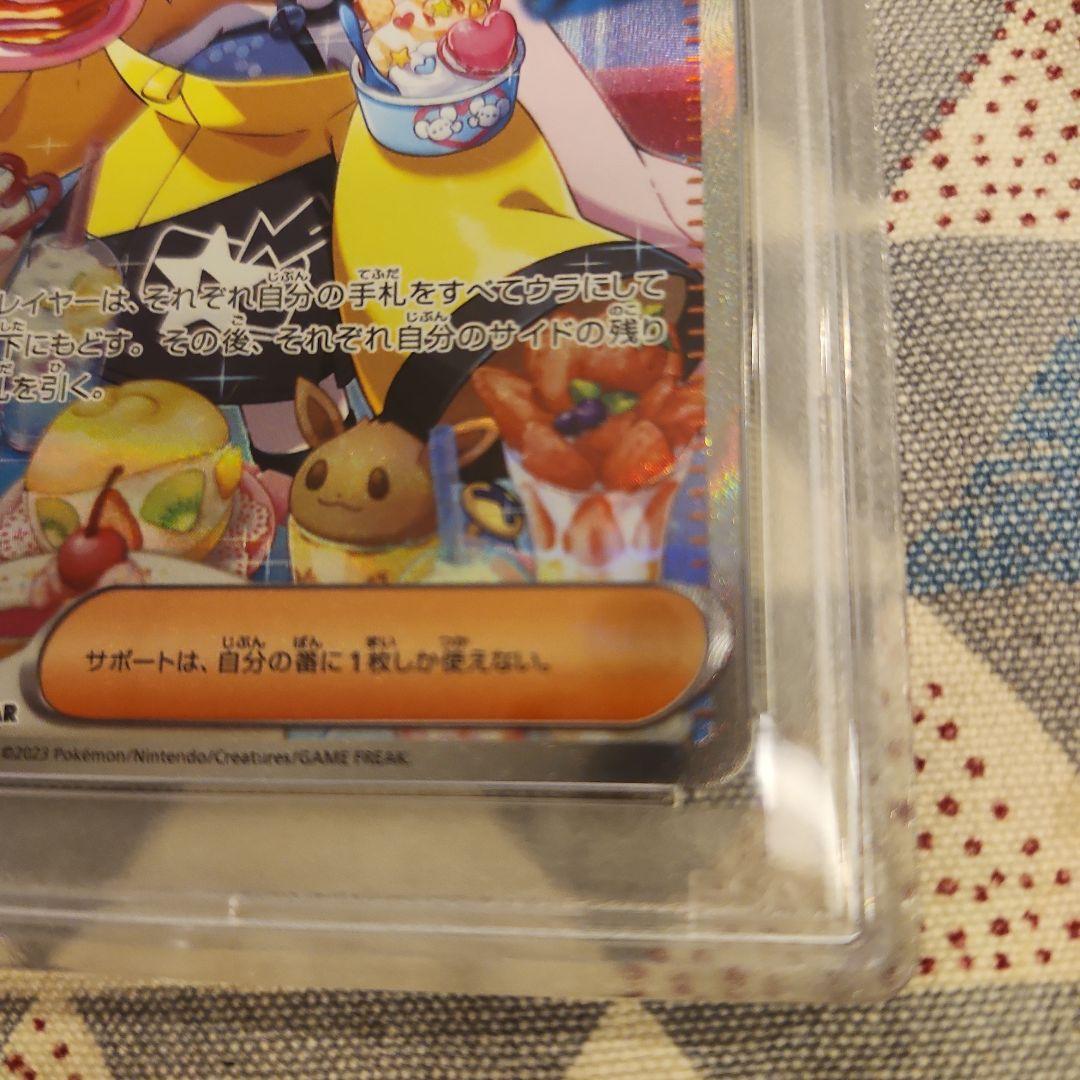 レイヤーは、それぞれ自分の手札をすべてウラにして
下にもどす。その後、それぞれ自分のサイドの残り
札を引く。
サポートは、自分の番に1枚しか使えない。
AR
©2023 Pokémon/Nintendo/Creatures/GAME FREAK